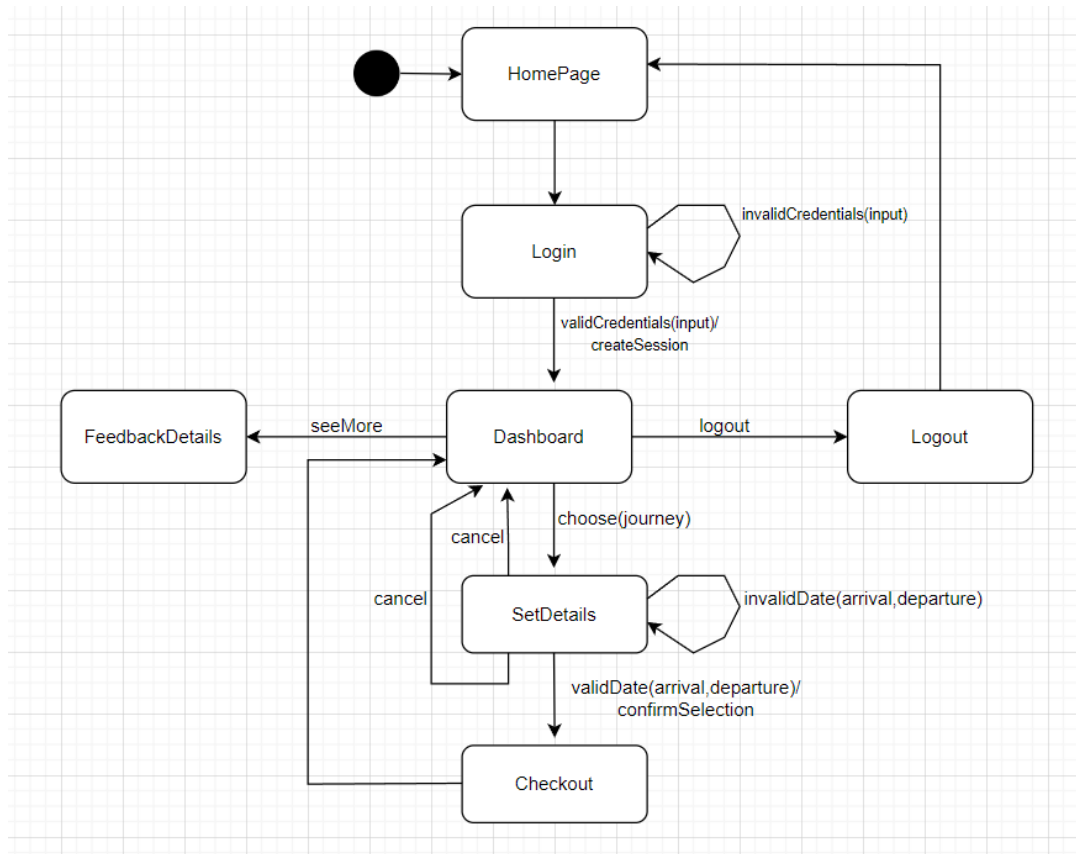 HomePage
Login
invalidCredentials(input)
validCredentials(input)/
createSession
FeedbackDetails
seeMore
Dashboard
logout
Logout
choose(journey)
cancel
cancel
SetDetails
invalidDate(arrival,departure)
validDate(arrival,departure)/
confirmSelection
Checkout